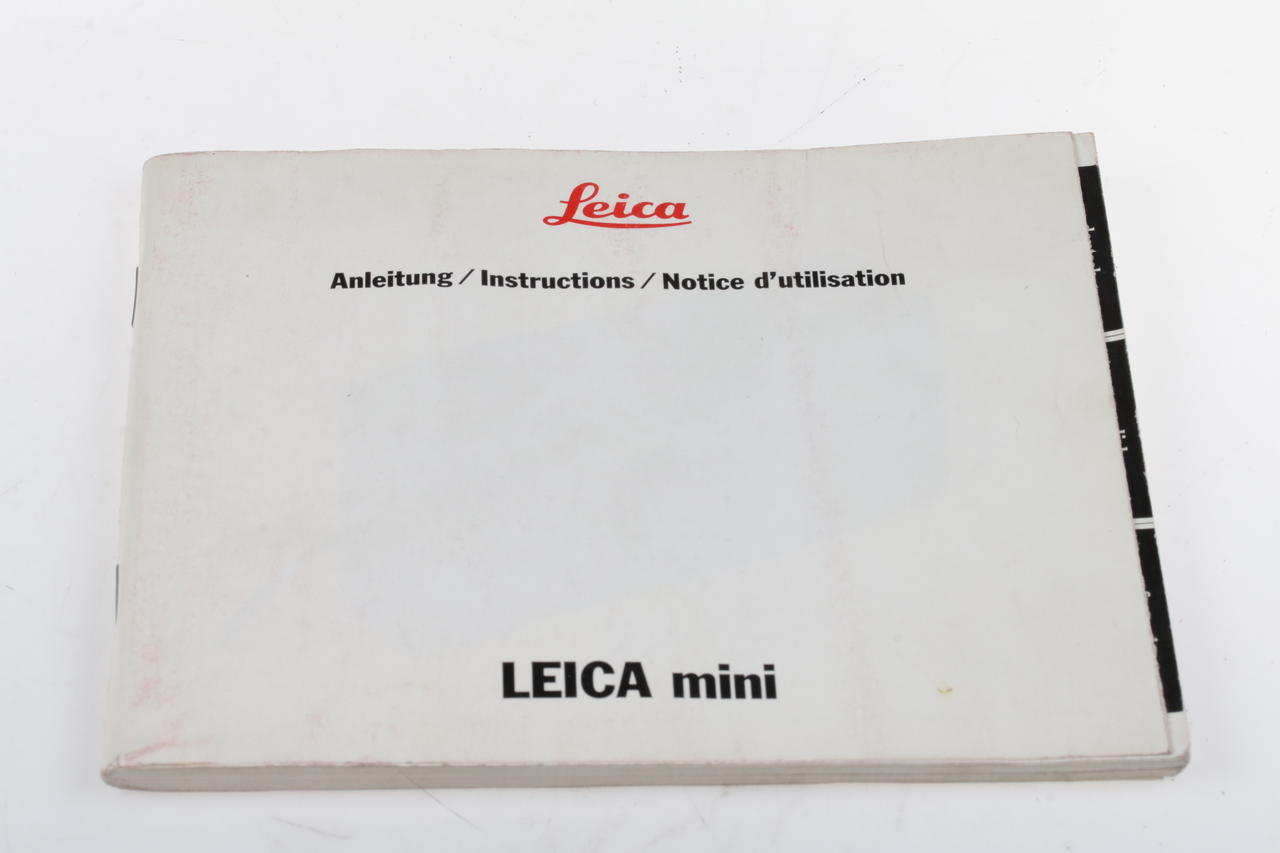 Leica
Anleitung / Instructions / Notice d'utilisation
LEICA mini